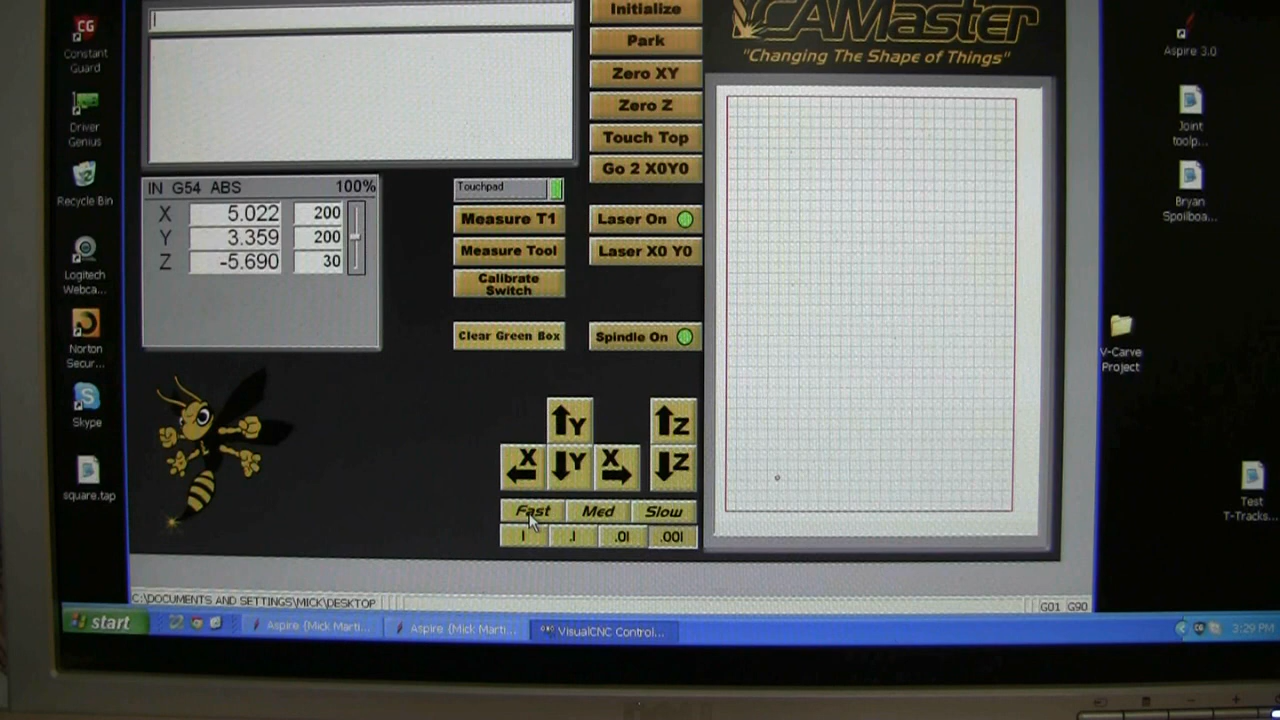 Constant
Guard
Driver
Genius
Recycle Bin
Logitech
Webca...
Norton
Secur...
Skype
square.tap
IN G54 ABS 100%
X 5.022 200
Y 3.359 200
Z -5.690 30
Touchpad
Measure T1
Measure Tool
Calibrate
Switch
Clear Green Box
Initialize
Park
Zero XY
Zero Z
Touch Top
Go 2 X0Y0
Laser On
Laser X0 Y0
Spindle On
Y
Z
X
Y
X
Z
Fast Med Slow
1 .1 .01 .001
CAMaster
"Changing The Shape of Things"
Aspire 3.0
Joint
toolp...
Bryan
Spoilboa...
V-Carve
Project
Test
T-Tracks...
C:\DOCUMENTS AND SETTINGS\MICK\DESKTOP
G01 G90
start
Aspire {Mick Marti...
Aspire {Mick Marti...
VisualCNC Control...
3:29 PM